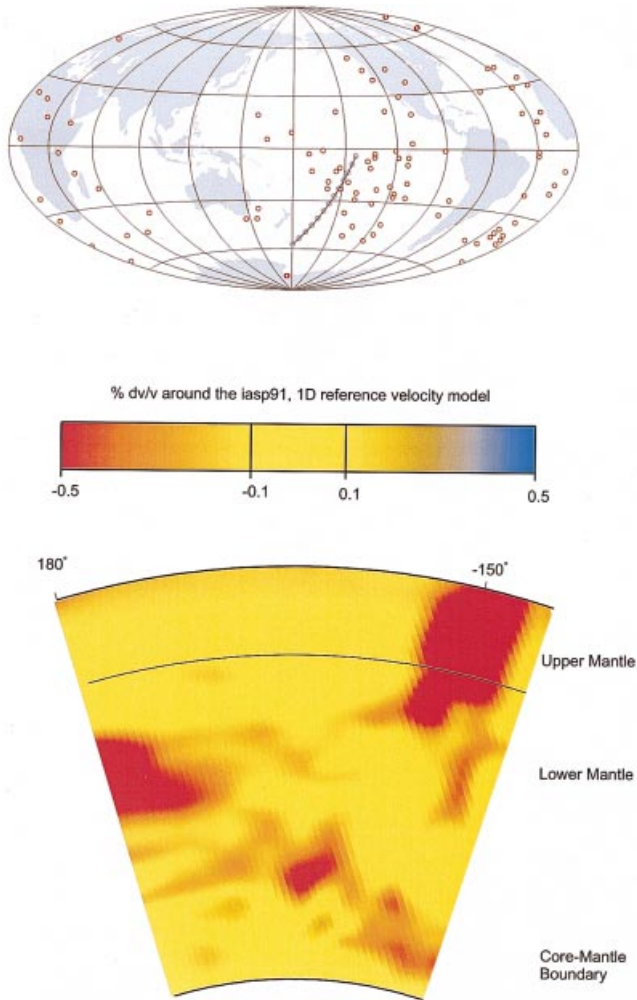 % dv/v around the iasp91, 1D reference velocity model
-0.5
-0.1
0.1
0.5
180°
-150°
Upper Mantle
Lower Mantle
Core-Mantle
Boundary